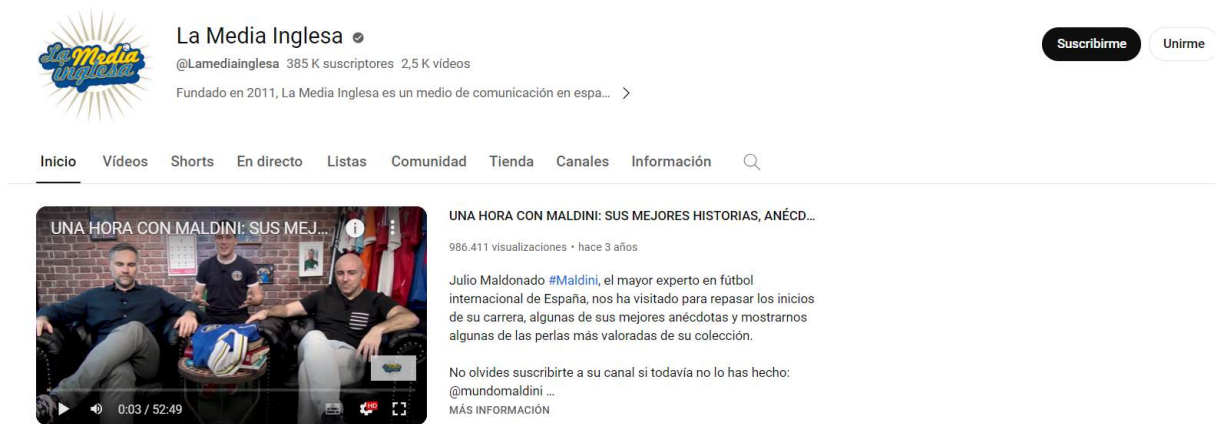 La Media inglesa
La Media Inglesa
@Lamediainglesa 385 K suscriptores 2,5 K vídeos
Fundado en 2011, La Media Inglesa es un medio de comunicación en espa...
Suscribirme
Unirme
Inicio Vídeos Shorts En directo Listas Comunidad Tienda Canales Información
UNA HORA CON MALDINI: SUS MEJ...
HD
0:03 / 52:49
UNA HORA CON MALDINI: SUS MEJORES HISTORIAS, ANÉCD...
986.411 visualizaciones • hace 3 años
Julio Maldonado #Maldini, el mayor experto en fútbol
internacional de España, nos ha visitado para repasar los inicios
de su carrera, algunas de sus mejores anécdotas y mostrarnos
algunas de las perlas más valoradas de su colección.
No olvides suscribirte a su canal si todavía no lo has hecho:
@mundomaldini ...
MÁS INFORMACIÓN